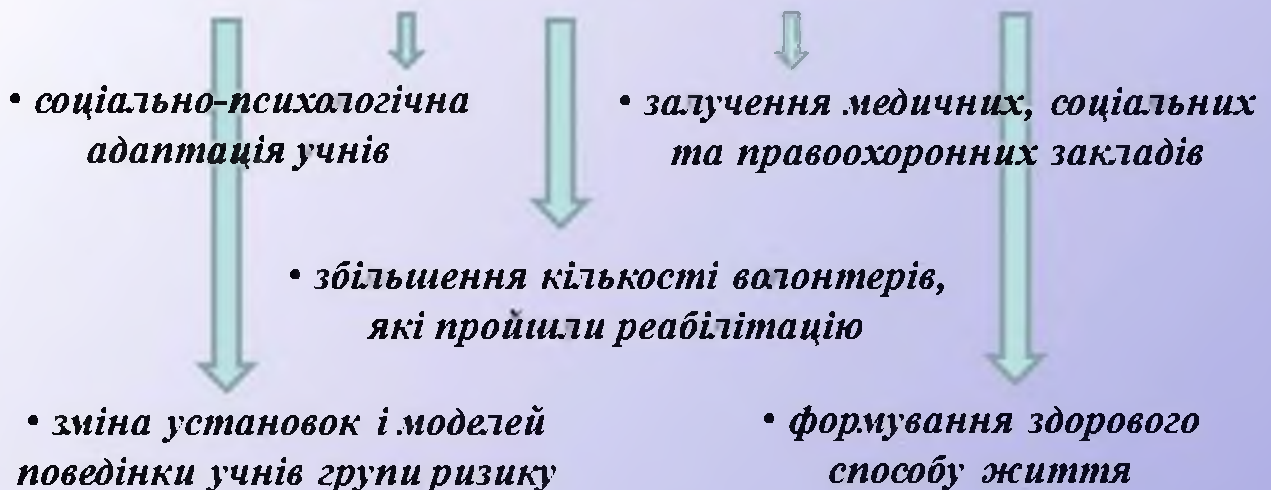 • соціально-психологічна
адаптація учнів
• залучення медичних, соціальних
та правоохоронних закладів
• збільшення кількості волонтерів,
які пройшли реабілітацію
• зміна установок і моделей
поведінки учнів групи ризику
• формування здорового
способу життя